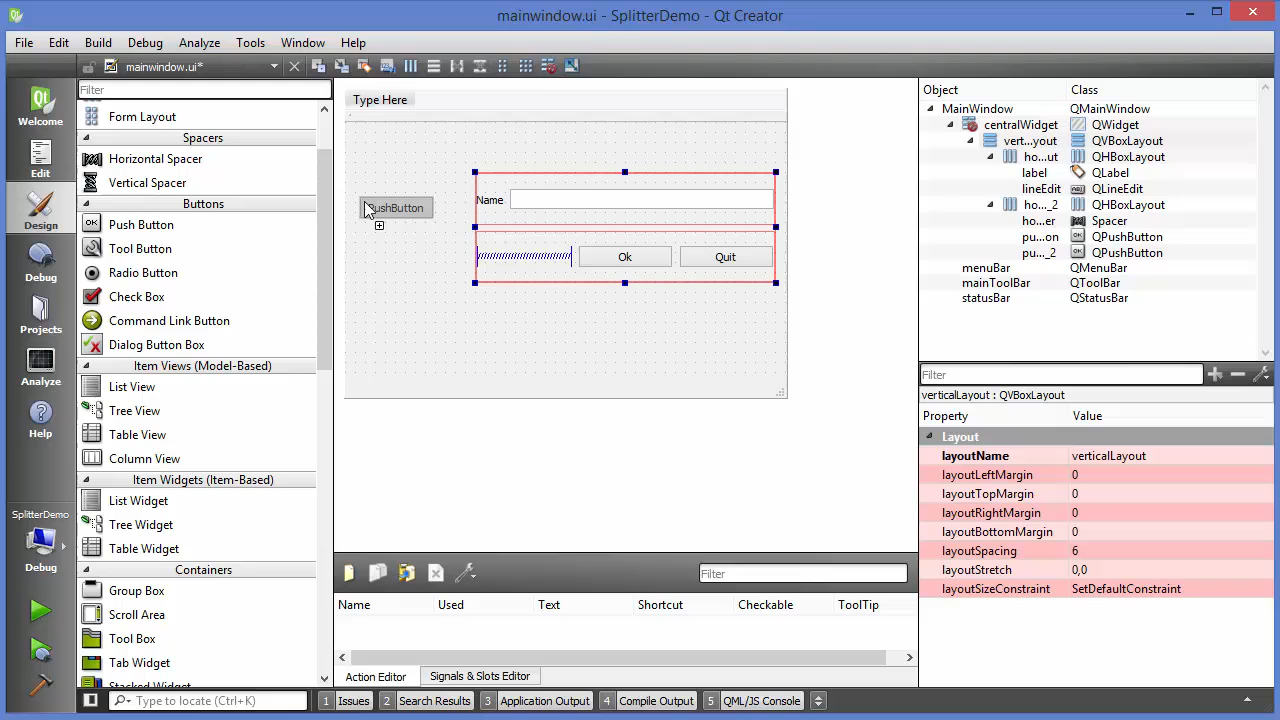 mainwindow.ui - SplitterDemo - Qt Creator
File Edit Build Debug Analyze Tools Window Help
mainwindow.ui*
Welcome
Edit
Design
Debug
Projects
Analyze
Help
SplitterDemo
Debug
Filter
Form Layout
Spacers
Horizontal Spacer
Vertical Spacer
Buttons
Push Button
Tool Button
Radio Button
Check Box
Command Link Button
Dialog Button Box
Item Views (Model-Based)
List View
Tree View
Table View
Column View
Item Widgets (Item-Based)
List Widget
Tree Widget
Table Widget
Containers
Group Box
Scroll Area
Tool Box
Tab Widget
Stacked Widget
Type Here
PushButton
Name
Ok Quit
Filter
Name Used Text Shortcut Checkable ToolTip
Action Editor Signals & Slots Editor
Object Class
MainWindow QMainWindow
centralWidget QWidget
vert...yout QVBoxLayout
ho...ut QHBoxLayout
label QLabel
lineEdit QLineEdit
ho..._2 QHBoxLayout
ho...er Spacer
pu...on QPushButton
pu..._2 QPushButton
menuBar QMenuBar
mainToolBar QToolBar
statusBar QStatusBar
Filter
verticalLayout : QVBoxLayout
Property Value
Layout
layoutName verticalLayout
layoutLeftMargin 0
layoutTopMargin 0
layoutRightMargin 0
layoutBottomMargin 0
layoutSpacing 6
layoutStretch 0,0
layoutSizeConstraint SetDefaultConstraint
Type to locate (Ctrl+K) 1 Issues 2 Search Results 3 Application Output 4 Compile Output 5 QML/JS Console